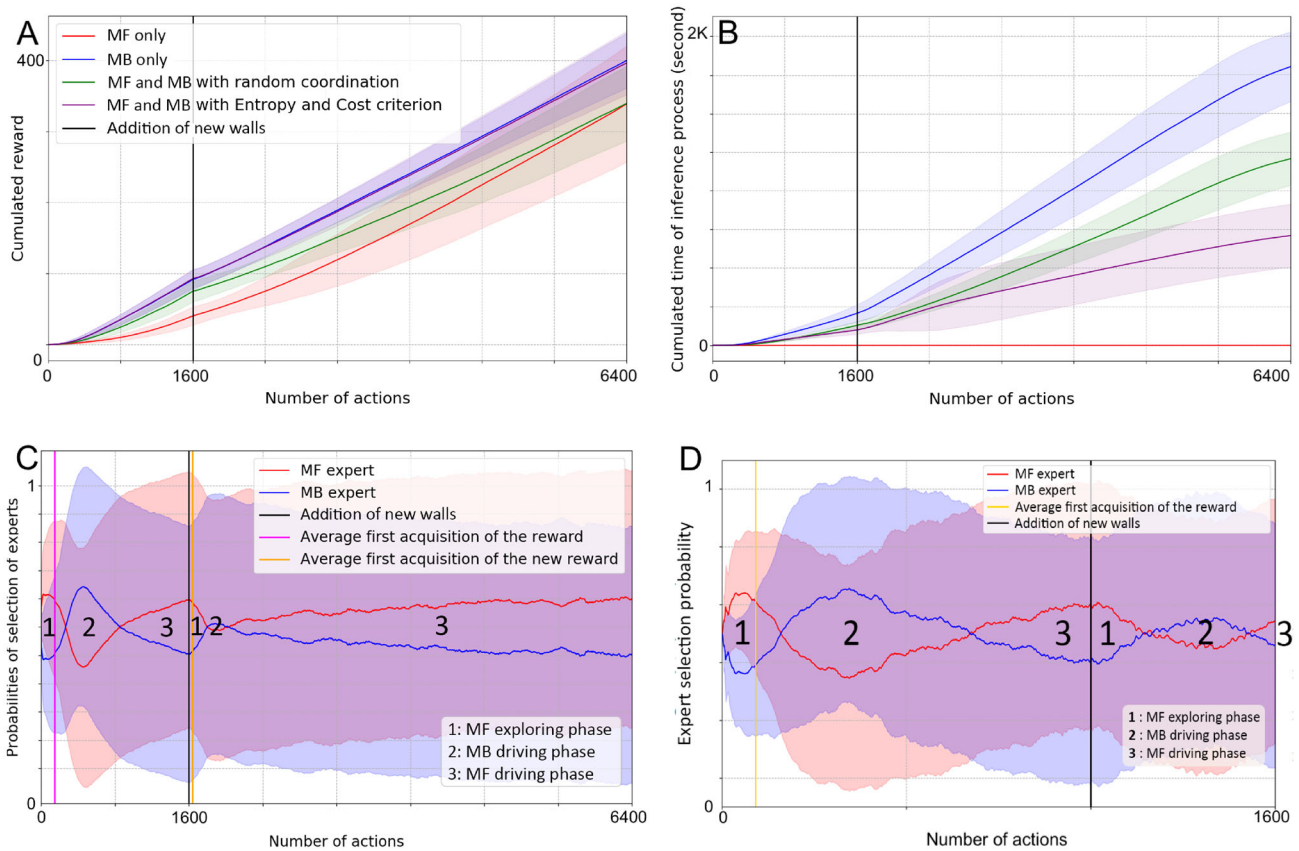 A
MF only
MB only
MF and MB with random coordination
MF and MB with Entropy and Cost criterion
Addition of new walls
Cumulated reward
400
0
0
1600
6400
Number of actions
B
Cumulated time of inference process (second)
2K
0
0
1600
6400
Number of actions
C
MF expert
MB expert
Addition of new walls
Average first acquisition of the reward
Average first acquisition of the new reward
Probabilities of selection of experts
1
0
1
2
3
1
2
3
1: MF exploring phase
2: MB driving phase
3: MF driving phase
0
1600
6400
Number of actions
D
MF expert
MB expert
Average first acquisition of the reward
Addition of new walls
Expert selection probability
1
0
1
2
3
1
2
3
1 : MF exploring phase
2 : MB driving phase
3 : MF driving phase
0
1600
Number of actions